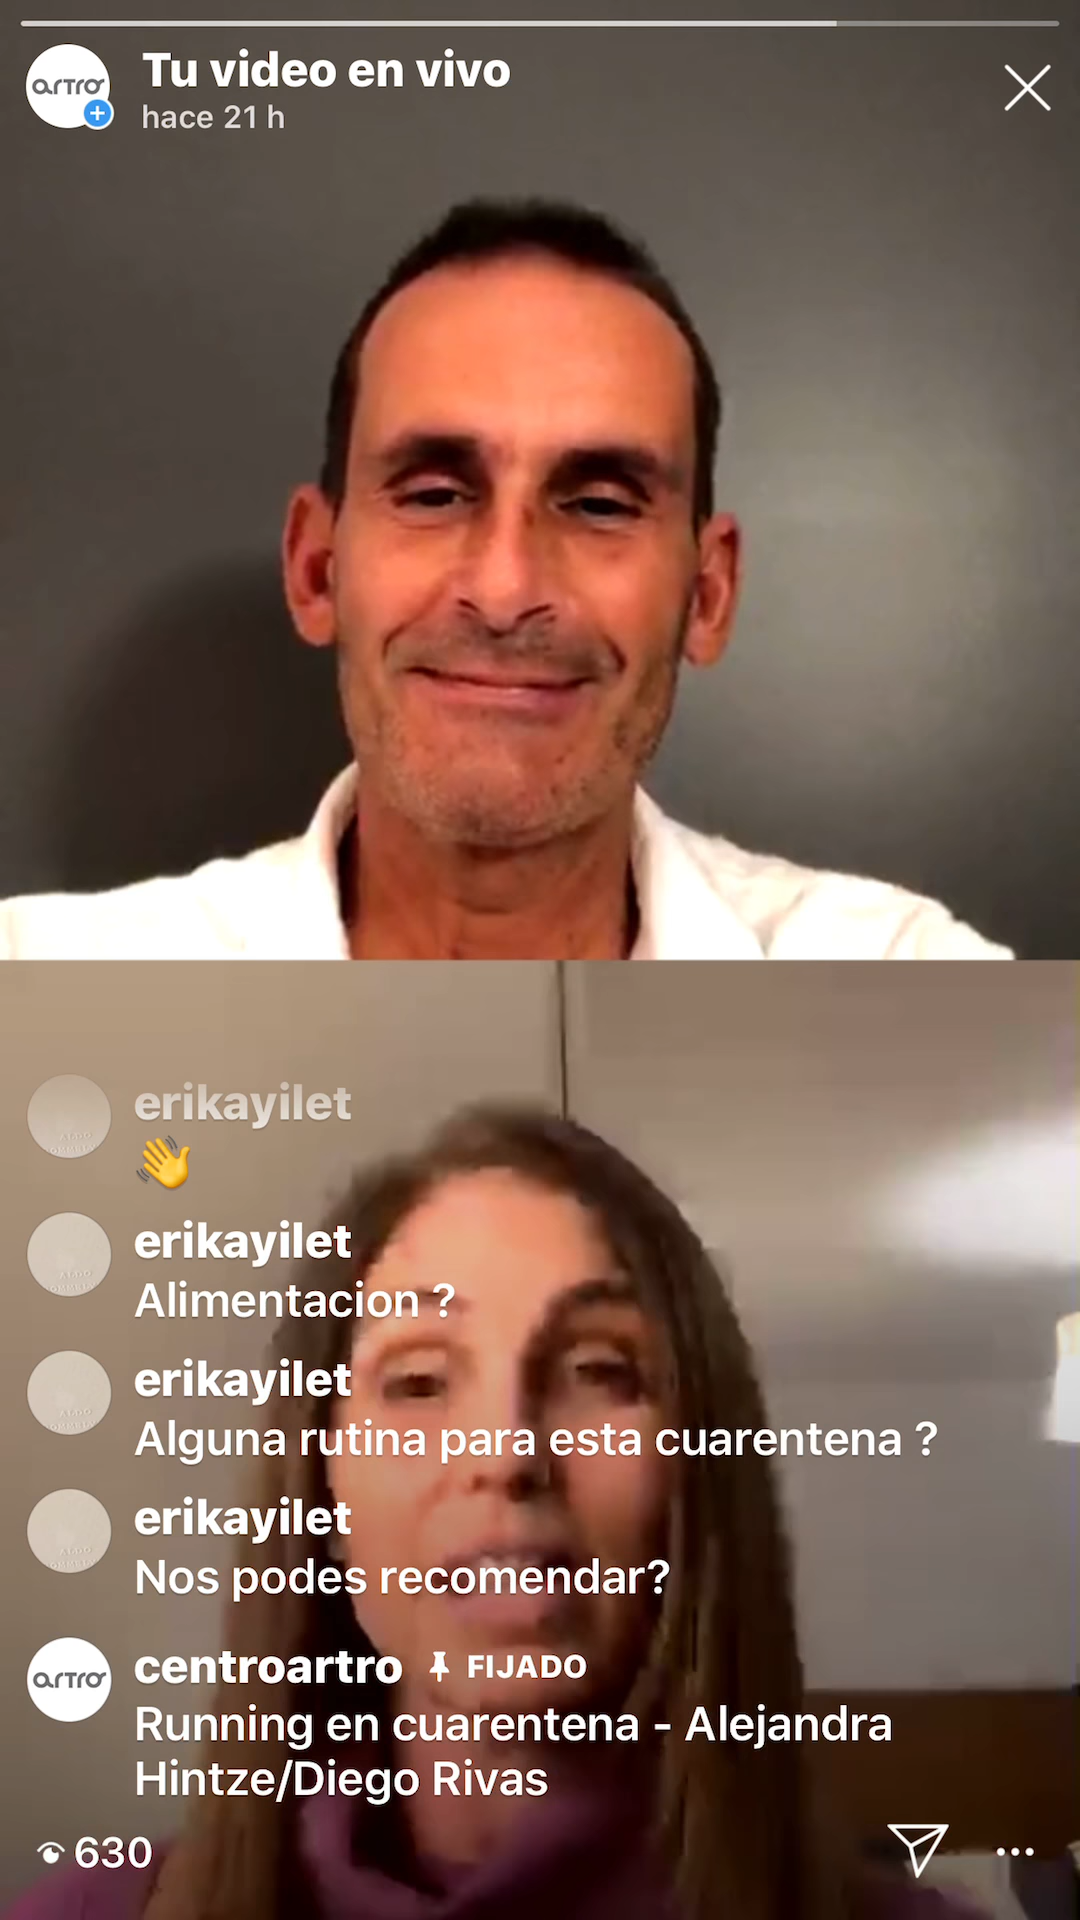 artro
Tu video en vivo
hace 21 h
erikayilet
👋
erikayilet
Alimentacion ?
erikayilet
Alguna rutina para esta cuarentena ?
erikayilet
Nos podes recomendar?
artro
centroartro FIJADO
Running en cuarentena - Alejandra
Hintze/Diego Rivas
630